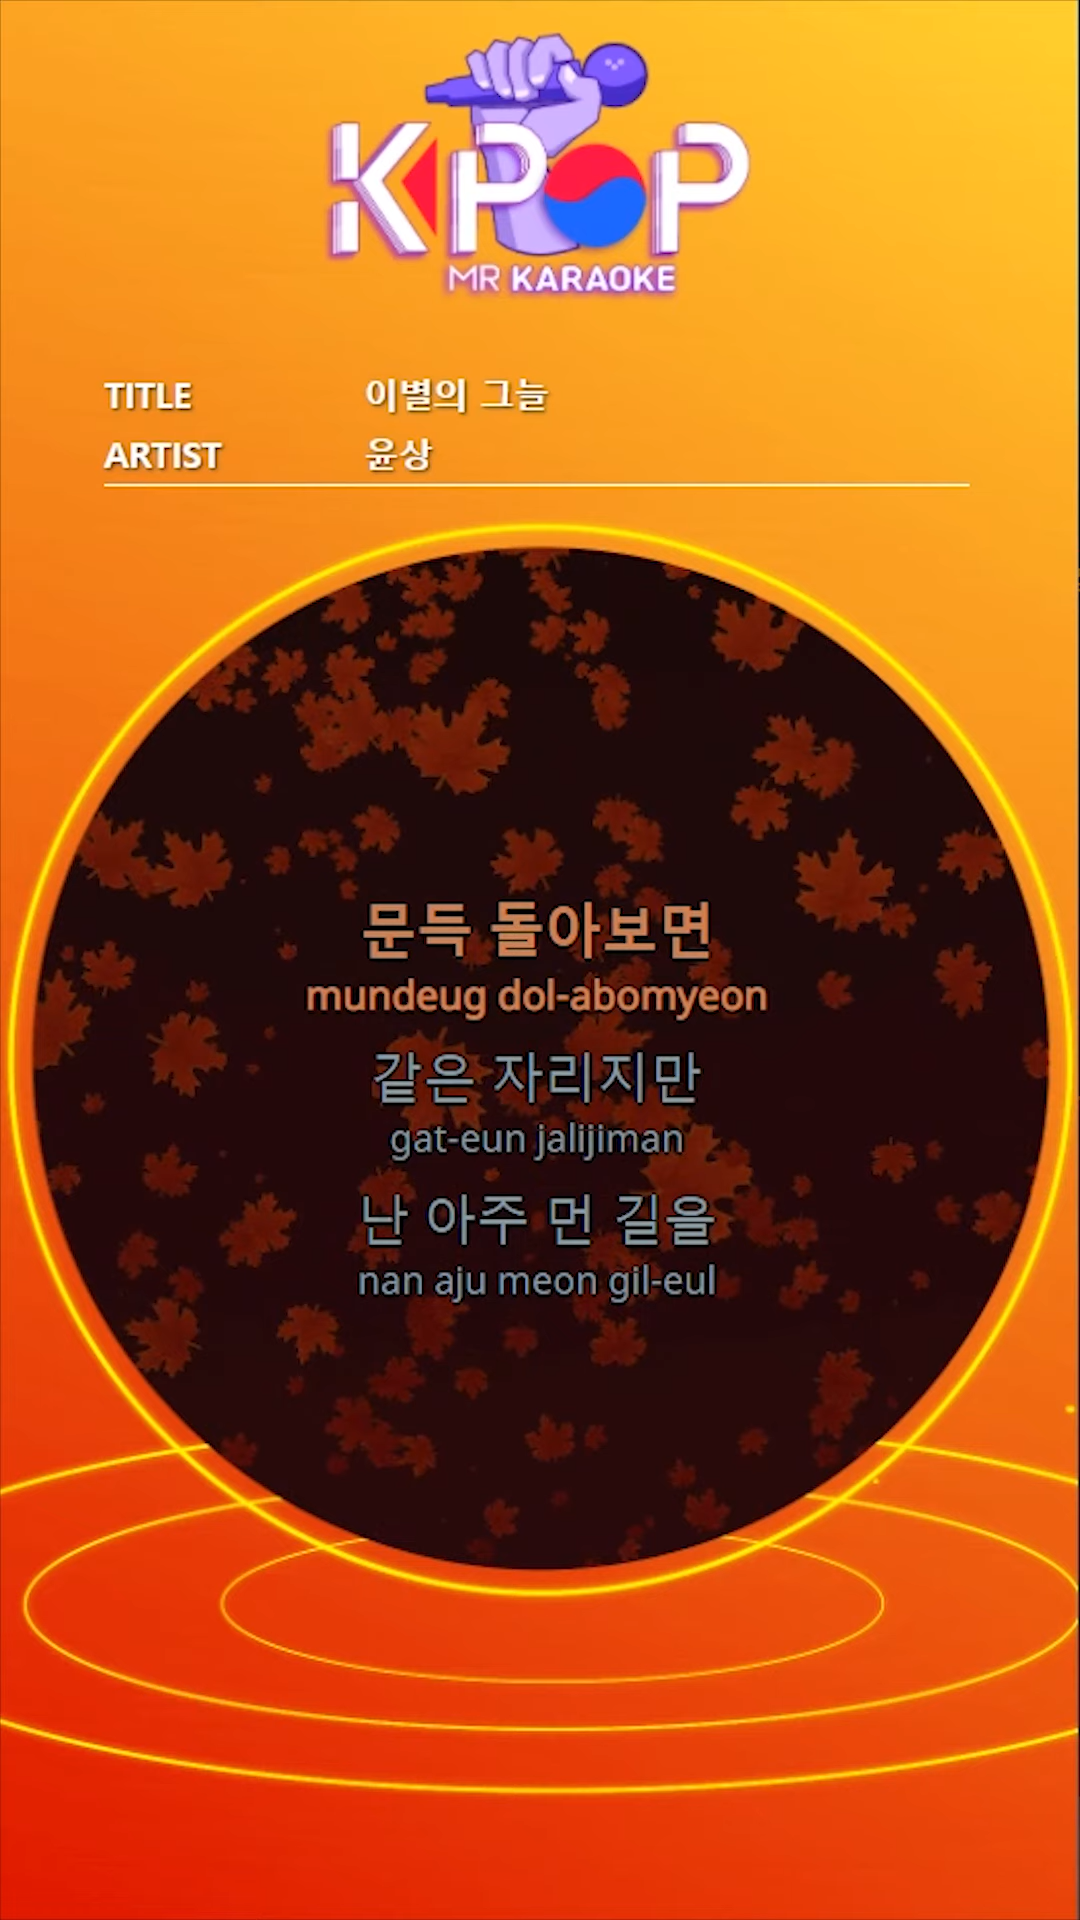 KPOP
MR KARAOKE
TITLE 이별의 그늘
ARTIST 윤상
문득 돌아보면
mundeug dol-abomyeon
같은 자리지만
gat-eun jalijiman
난 아주 먼 길을
nan aju meon gil-eul